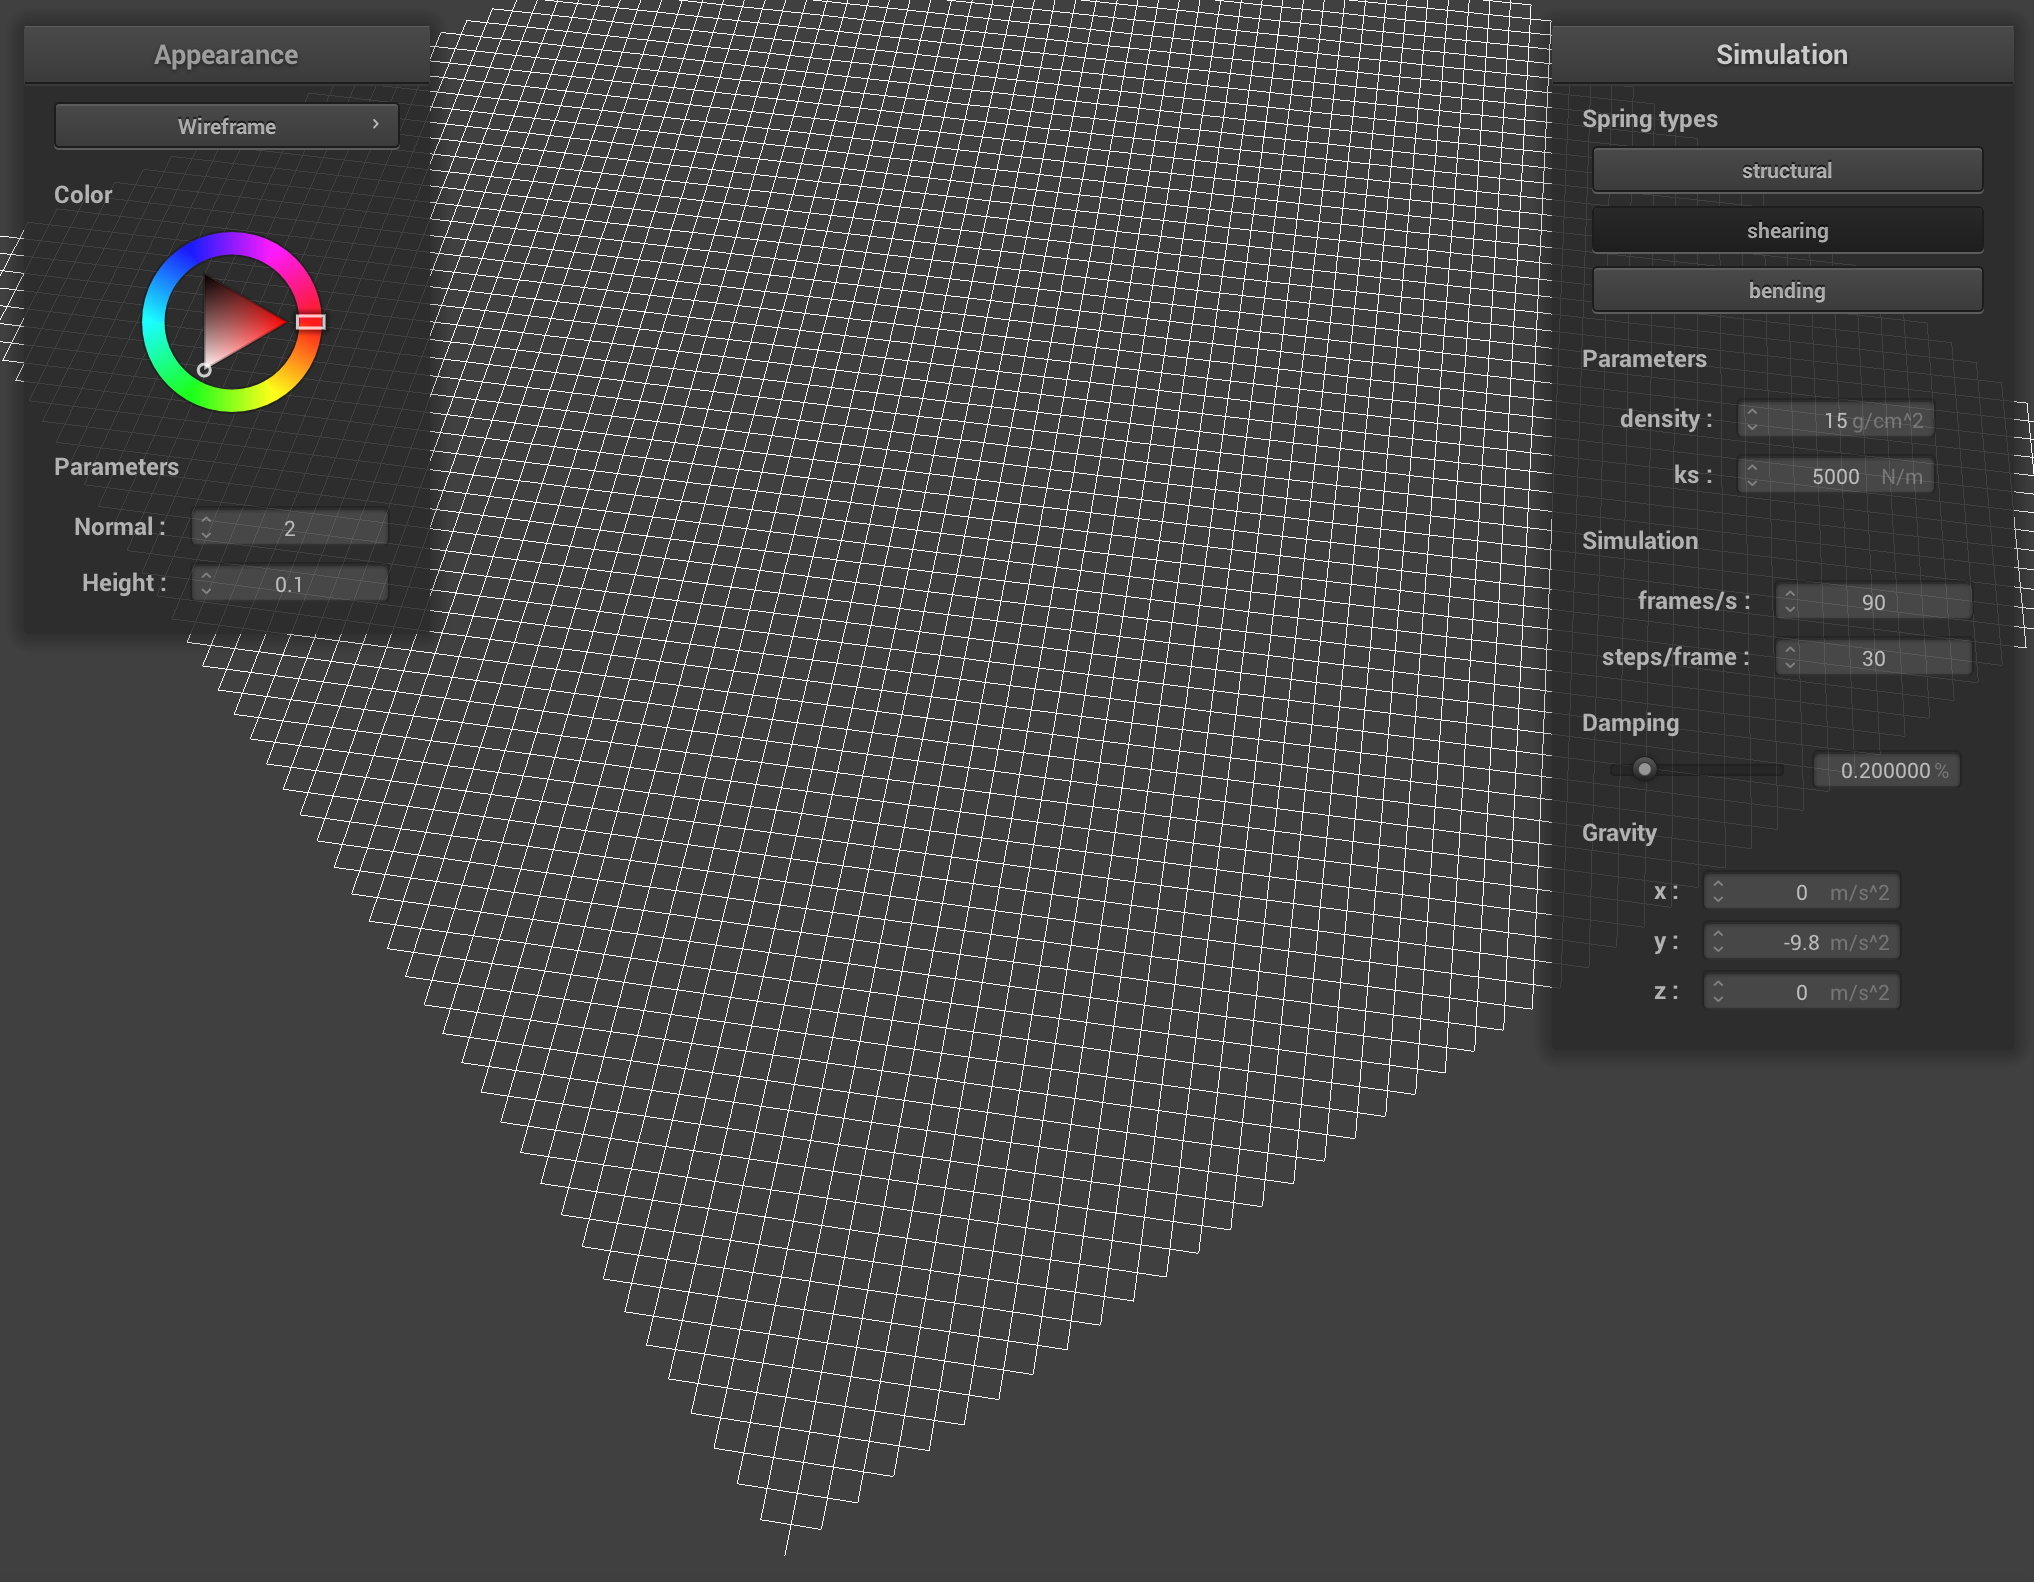 Appearance
Wireframe
Color
Parameters
Normal : 2
Height : 0.1
Simulation
Spring types
structural
shearing
bending
Parameters
density : 15 g/cm^2
ks : 5000 N/m
Simulation
frames/s : 90
steps/frame : 30
Damping
0.200000 %
Gravity
x : 0 m/s^2
y : -9.8 m/s^2
z : 0 m/s^2